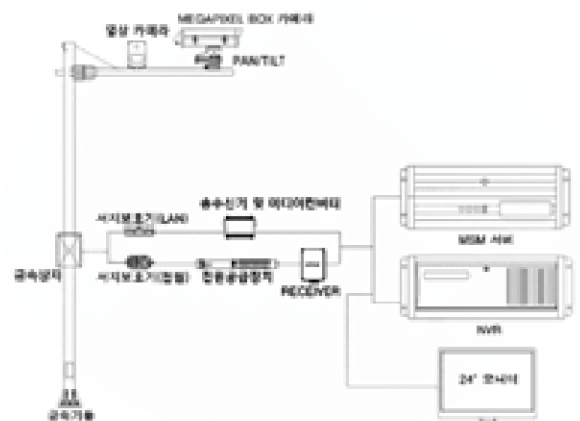 MEGAPIXEL BOX 카메라
열상 카메라
PAN/TILT
송수신기 및 미디어컨버터
서지보호기(LAN)
MSM 서버
금속상자
서지보호기(전원)
전원공급장치
RECEIVER
NVR
24" 모니터
금속기둥